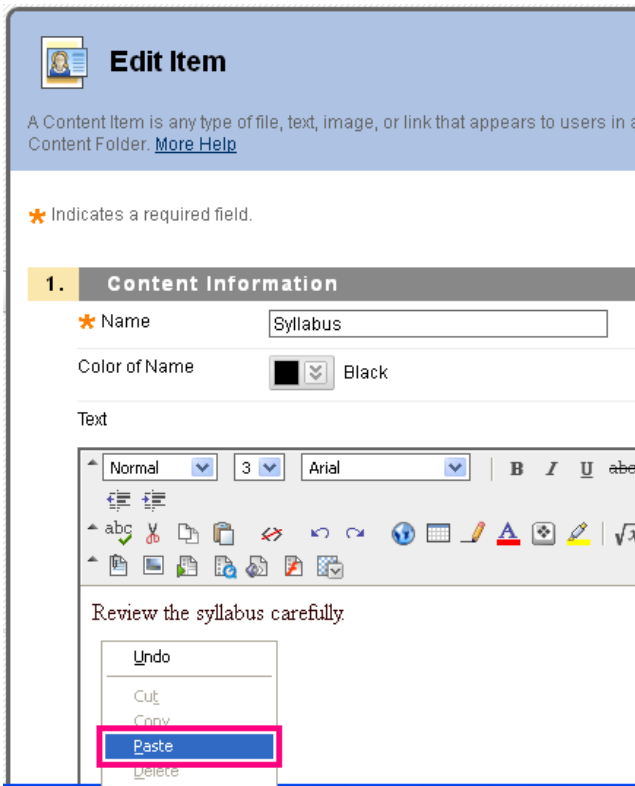 Edit Item
A Content Item is any type of file, text, image, or link that appears to users in a
Content Folder. More Help
Indicates a required field.
1. Content Information
Name Syllabus
Color of Name Black
Text
Normal 3 Arial B I U abc
abc A √x
Review the syllabus carefully.
Undo
Cut
Copy
Paste
Delete